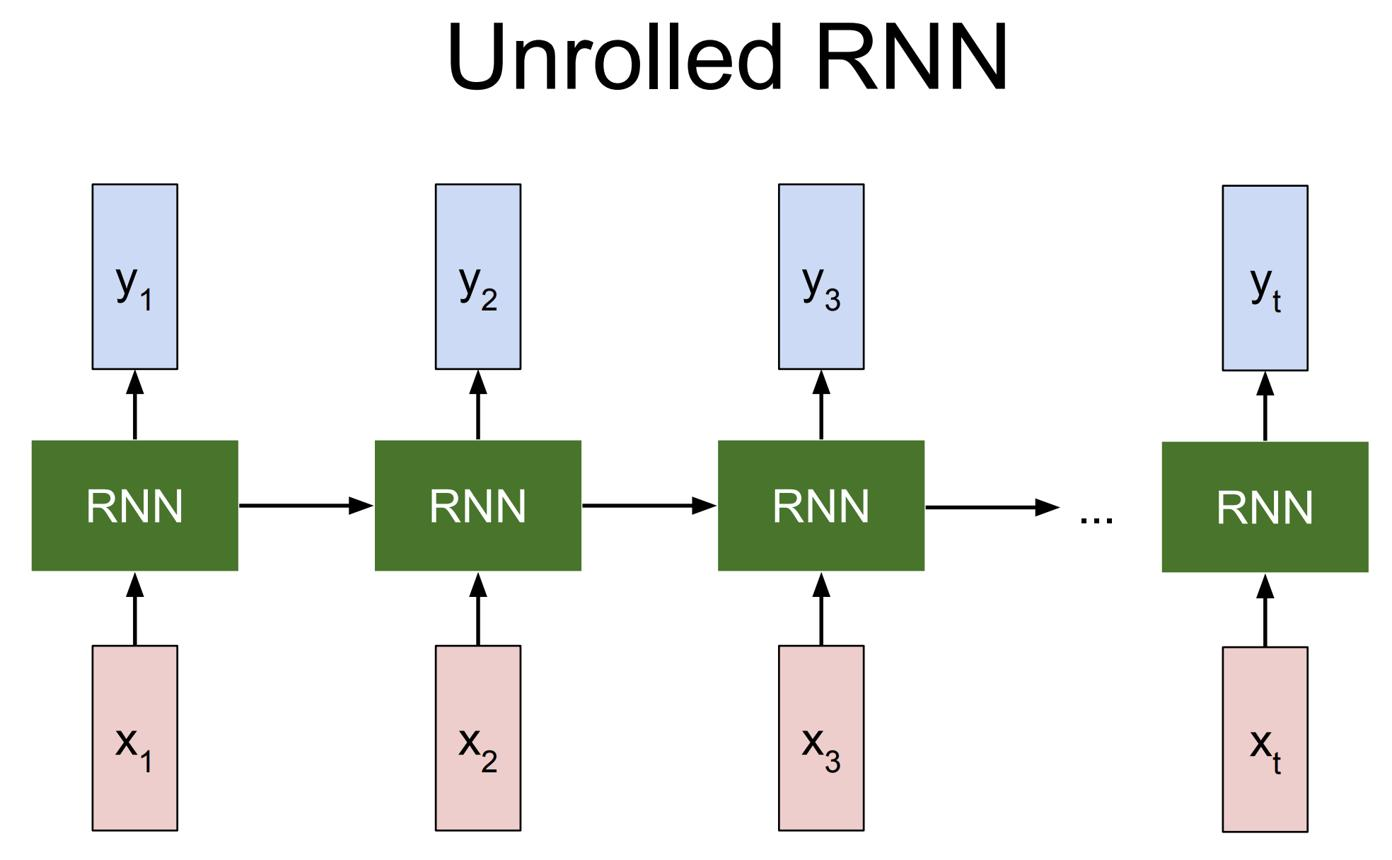 Unrolled RNN
y1 y2 y3 yt
RNN RNN RNN ... RNN
x1 x2 x3 xt